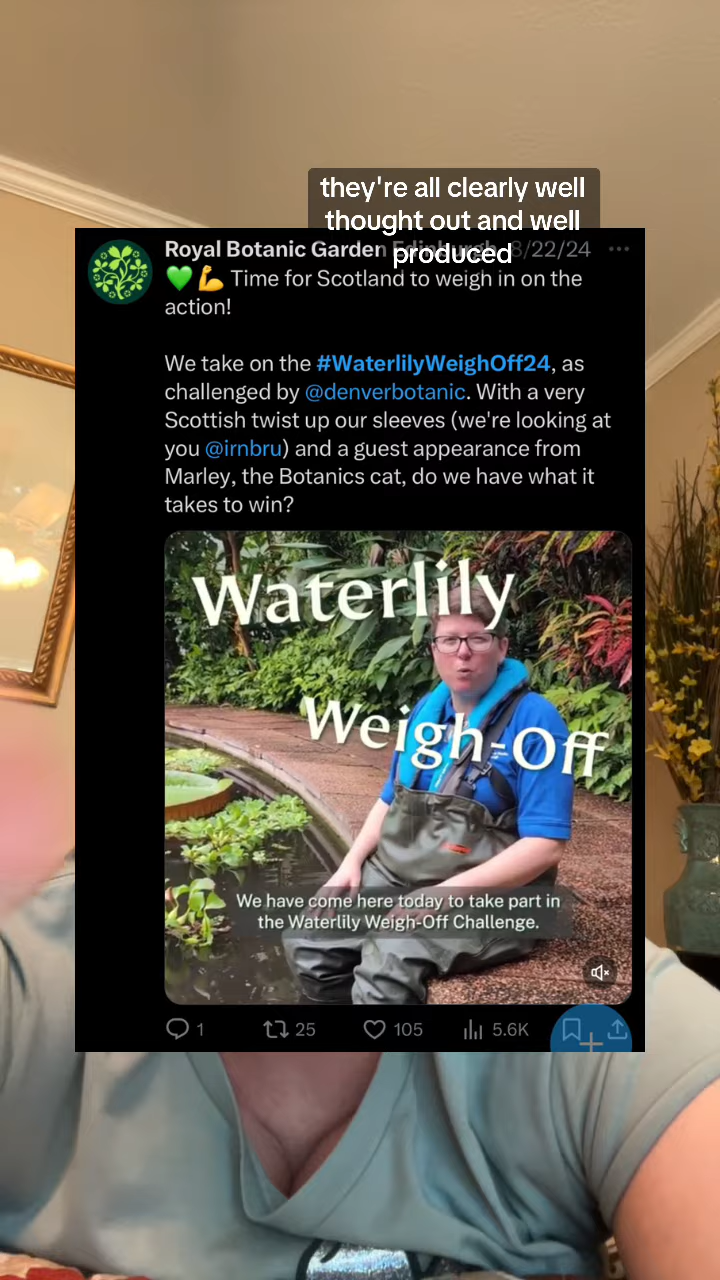 they're all clearly well
thought out and well
produced
Royal Botanic Garden Edinburgh 8/22/24
💚💪 Time for Scotland to weigh in on the
action!
We take on the #WaterlilyWeighOff24, as
challenged by @denverbotanic. With a very
Scottish twist up our sleeves (we're looking at
you @irnbru) and a guest appearance from
Marley, the Botanics cat, do we have what it
takes to win?
Waterlily
Weigh-Off
We have come here today to take part in
the Waterlily Weigh-Off Challenge.
1 25 105 5.6K